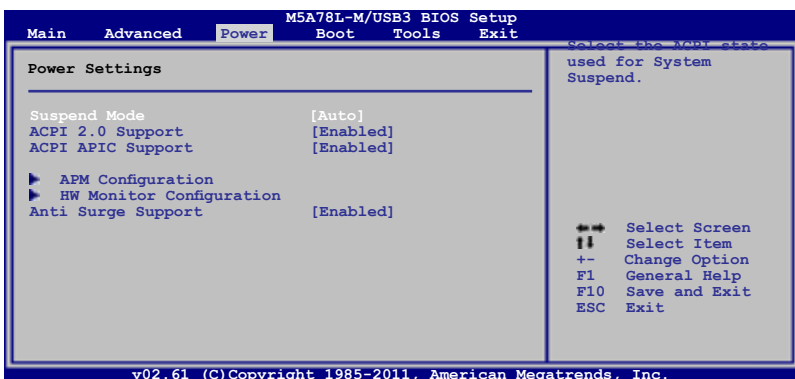 M5A78L-M/USB3 BIOS Setup
Main Advanced Power Boot Tools Exit
Power Settings
Suspend Mode [Auto]
ACPI 2.0 Support [Enabled]
ACPI APIC Support [Enabled]
APM Configuration
HW Monitor Configuration
Anti Surge Support [Enabled]
Select the ACPI state
used for System
Suspend.
←→ Select Screen
↑↓ Select Item
+- Change Option
F1 General Help
F10 Save and Exit
ESC Exit
v02.61 (C)Copyright 1985-2011, American Megatrends, Inc.